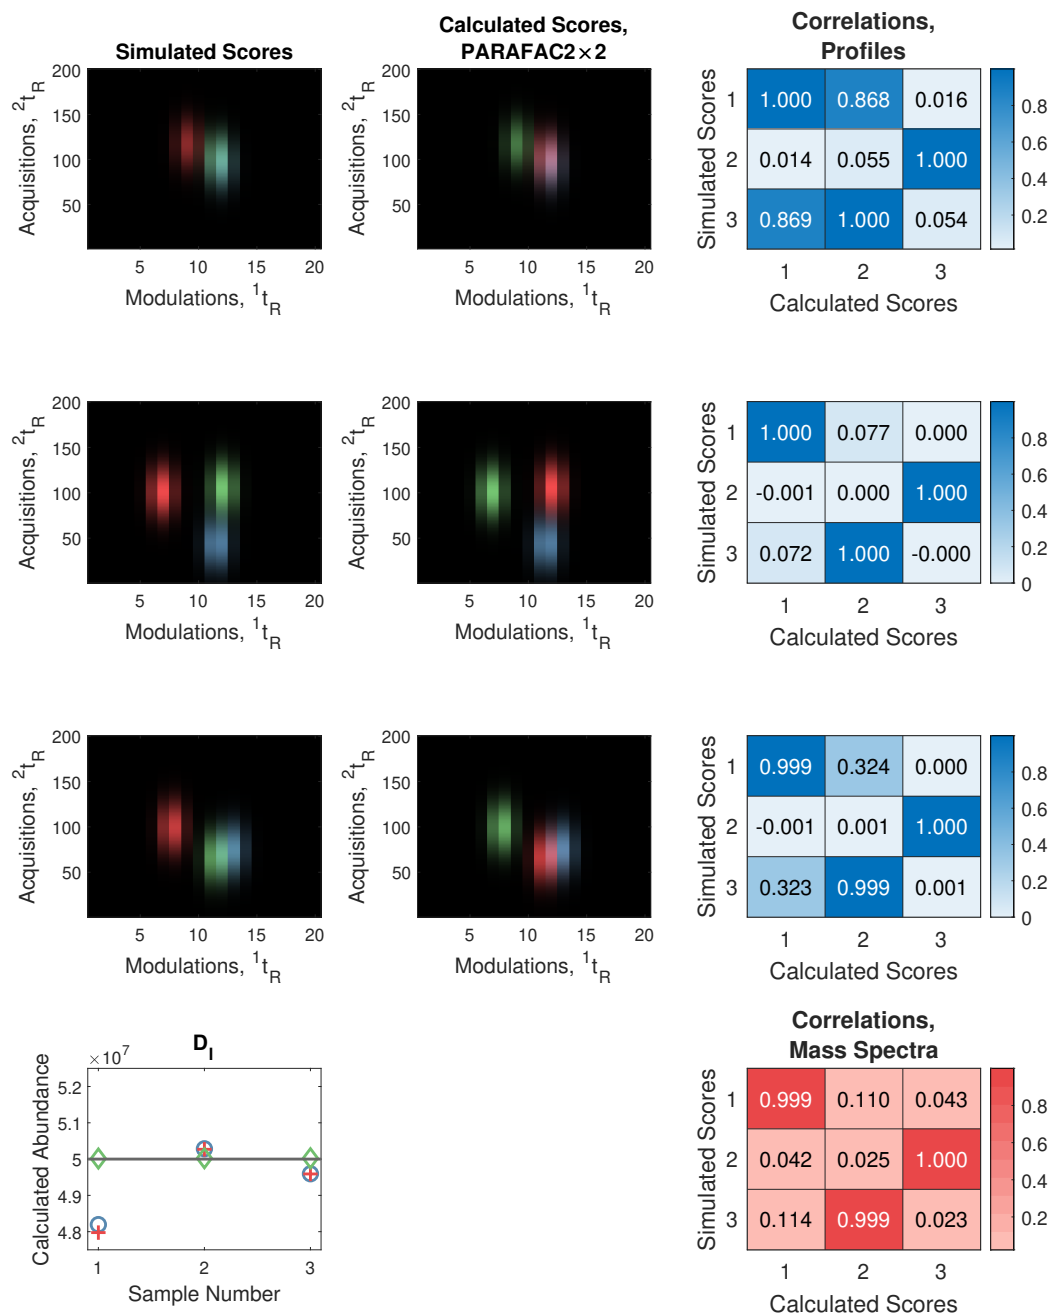 Simulated Scores
Calculated Scores,
PARAFAC2×2
Correlations,
Profiles
Acquisitions, ²t_R
200
150
100
50
5 10 15 20
Modulations, ¹t_R
Acquisitions, ²t_R
200
150
100
50
5 10 15 20
Modulations, ¹t_R
Simulated Scores
1 1.000 0.868 0.016
2 0.014 0.055 1.000
3 0.869 1.000 0.054
1 2 3
Calculated Scores
0.8
0.6
0.4
0.2
Acquisitions, ²t_R
200
150
100
50
5 10 15 20
Modulations, ¹t_R
Acquisitions, ²t_R
200
150
100
50
5 10 15 20
Modulations, ¹t_R
Simulated Scores
1 1.000 0.077 0.000
2 -0.001 0.000 1.000
3 0.072 1.000 -0.000
1 2 3
Calculated Scores
0.8
0.6
0.4
0.2
0
Acquisitions, ²t_R
200
150
100
50
5 10 15 20
Modulations, ¹t_R
Acquisitions, ²t_R
200
150
100
50
5 10 15 20
Modulations, ¹t_R
Simulated Scores
1 0.999 0.324 0.000
2 -0.001 0.001 1.000
3 0.323 0.999 0.001
1 2 3
Calculated Scores
0.8
0.6
0.4
0.2
0
D_I
×10⁷
Calculated Abundance
5.2
5.1
5
4.9
4.8
1 2 3
Sample Number
Correlations,
Mass Spectra
Simulated Scores
1 0.999 0.110 0.043
2 0.042 0.025 1.000
3 0.114 0.999 0.023
1 2 3
Calculated Scores
0.8
0.6
0.4
0.2